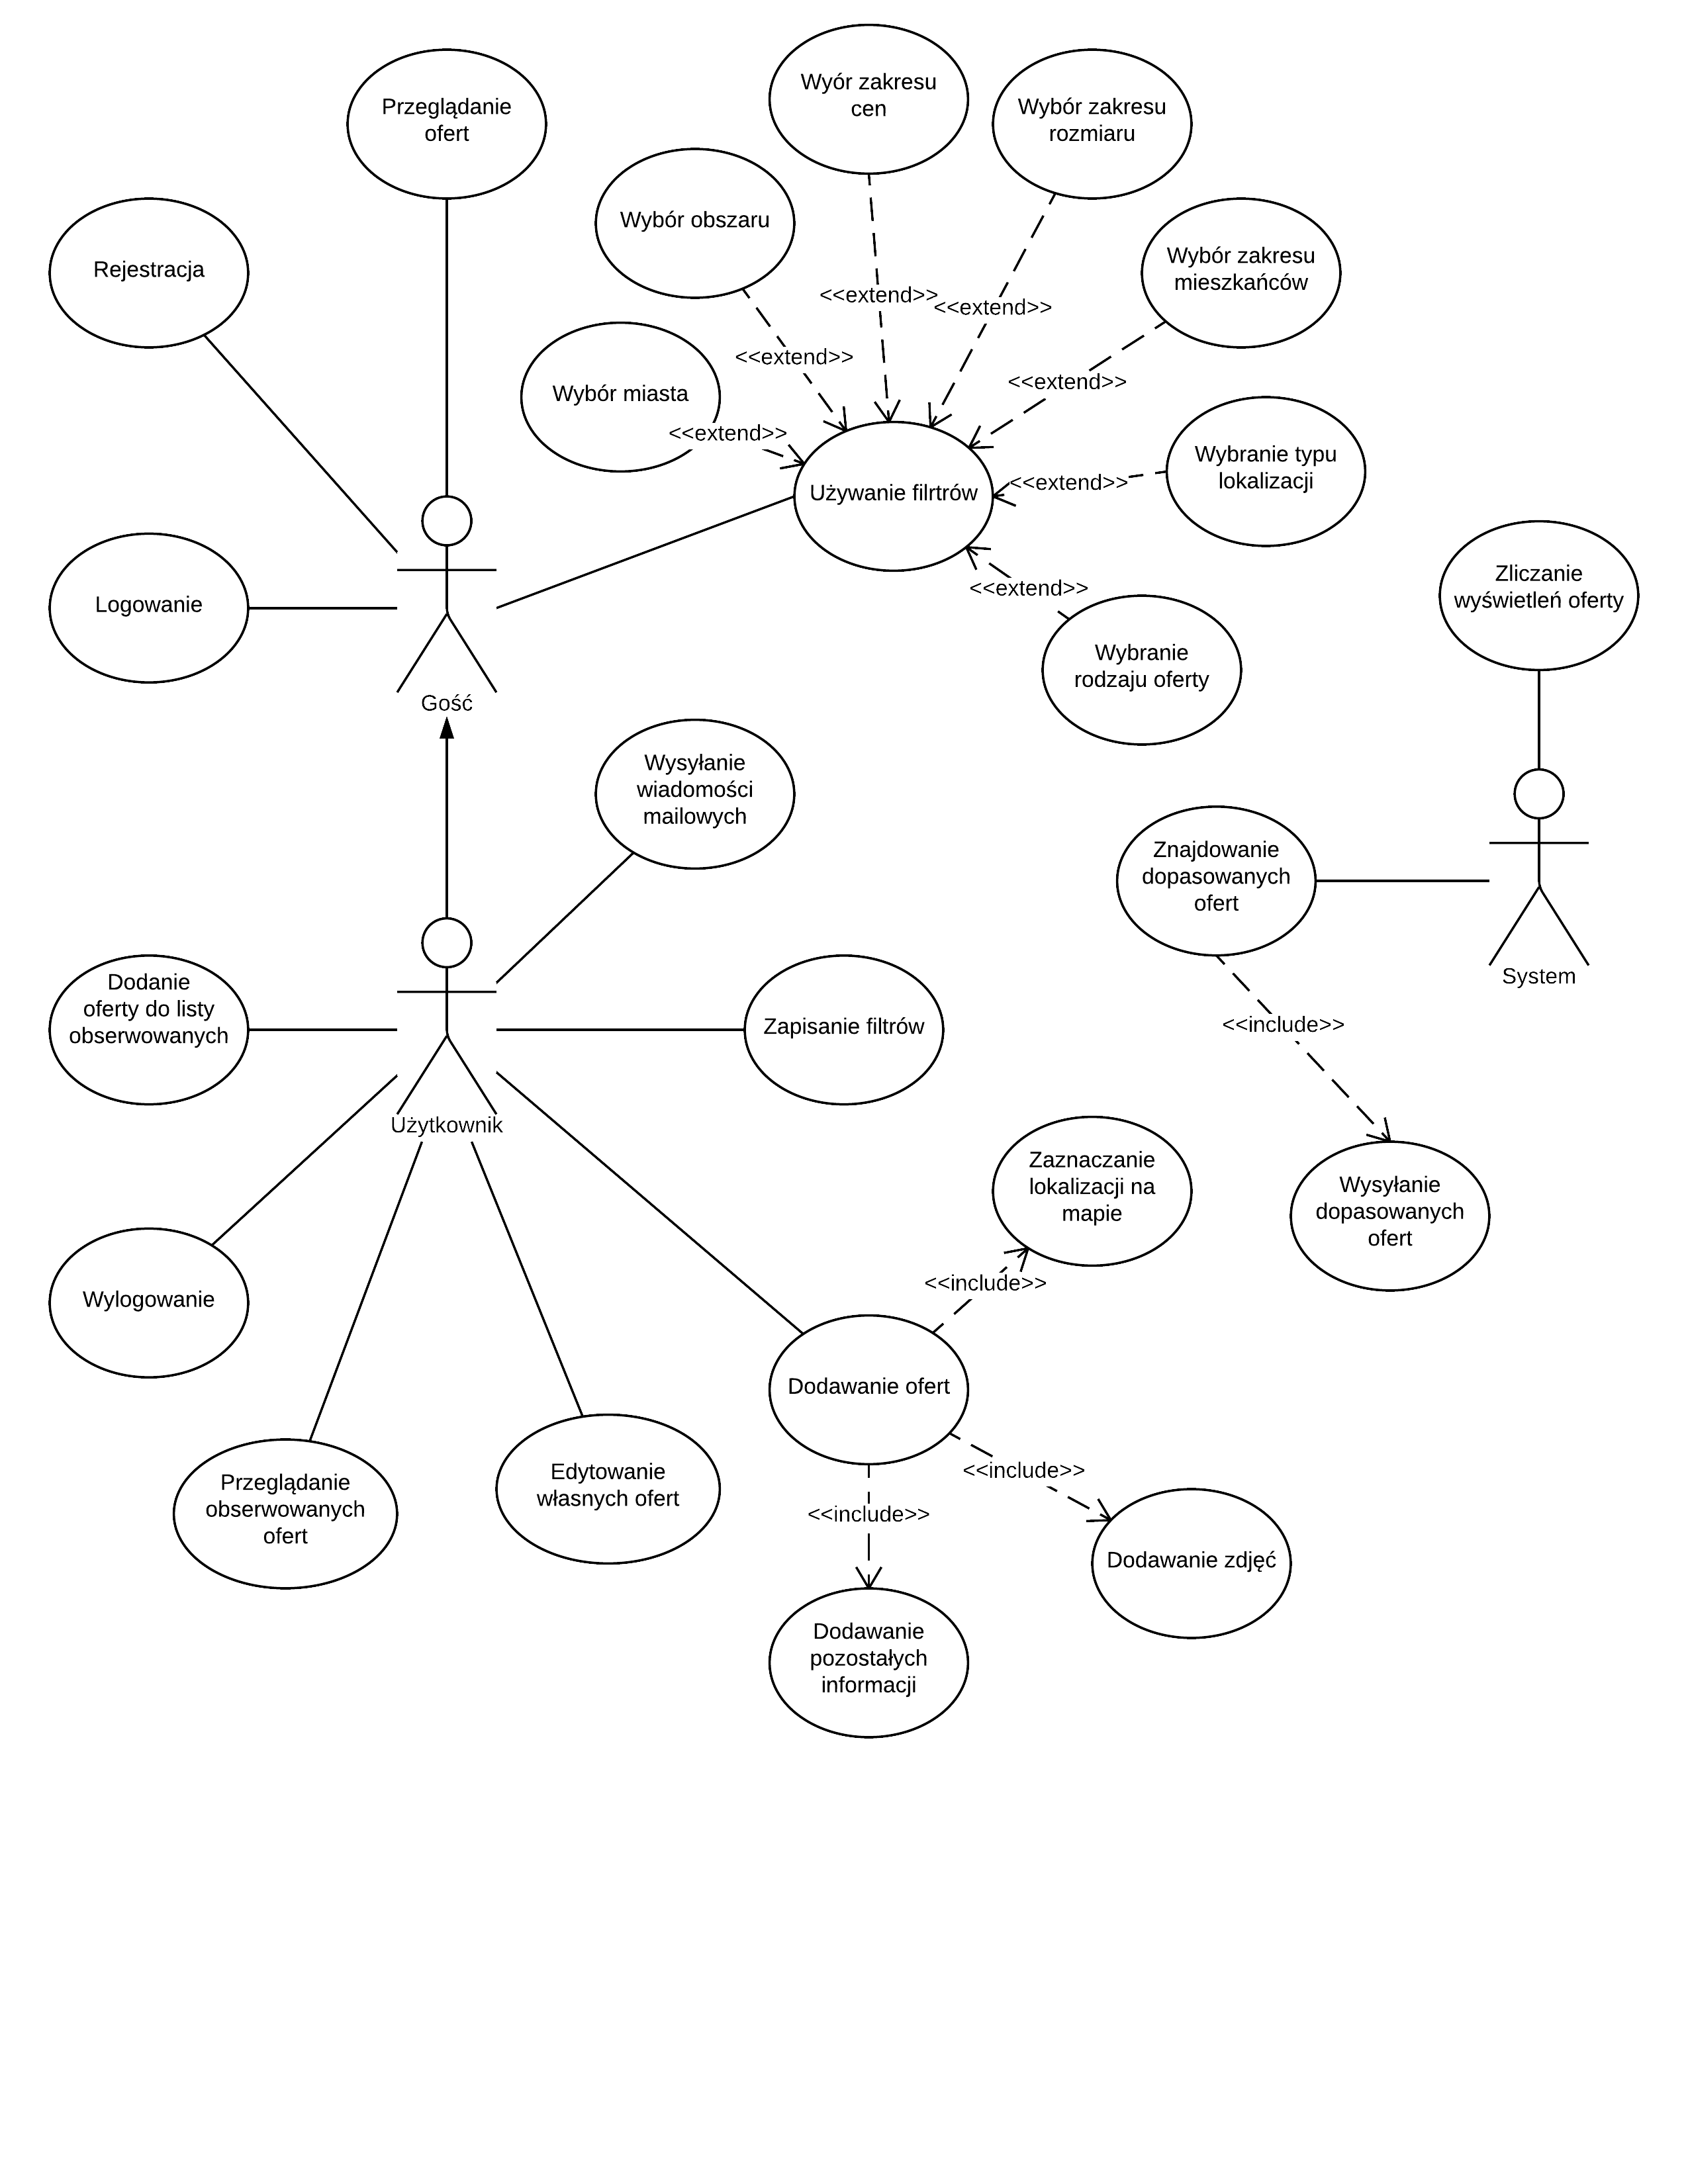 Wyór zakresu
cen
Przeglądanie
ofert
Wybór zakresu
rozmiaru
Wybór obszaru
Rejestracja
Wybór zakresu
mieszkańców
<<extend>>
<<extend>>
<<extend>>
<<extend>>
Wybór miasta
<<extend>>
Używanie filrtrów
<<extend>>
Wybranie typu
lokalizacji
<<extend>>
Logowanie
Zliczanie
wyświetleń oferty
Wybranie
rodzaju oferty
Gość
Wysyłanie
wiadomości
mailowych
Znajdowanie
dopasowanych
ofert
System
Dodanie
oferty do listy
obserwowanych
Zapisanie filtrów
<<include>>
Użytkownik
Zaznaczanie
lokalizacji na
mapie
Wysyłanie
dopasowanych
ofert
<<include>>
Wylogowanie
Dodawanie ofert
Przeglądanie
obserwowanych
ofert
Edytowanie
własnych ofert
<<include>>
<<include>>
Dodawanie zdjęć
Dodawanie
pozostałych
informacji